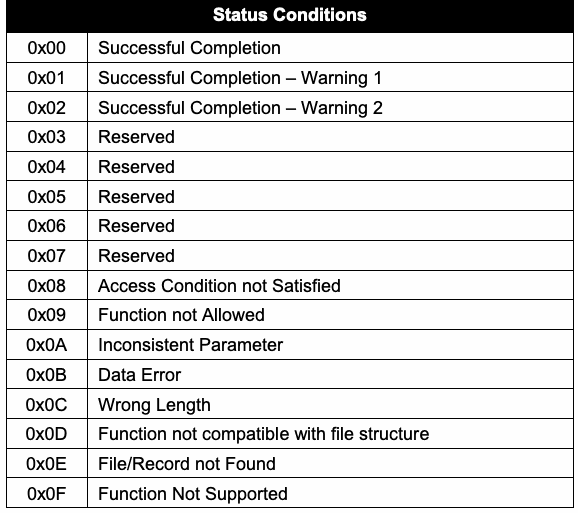 Status Conditions
0x00 Successful Completion
0x01 Successful Completion – Warning 1
0x02 Successful Completion – Warning 2
0x03 Reserved
0x04 Reserved
0x05 Reserved
0x06 Reserved
0x07 Reserved
0x08 Access Condition not Satisfied
0x09 Function not Allowed
0x0A Inconsistent Parameter
0x0B Data Error
0x0C Wrong Length
0x0D Function not compatible with file structure
0x0E File/Record not Found
0x0F Function Not Supported